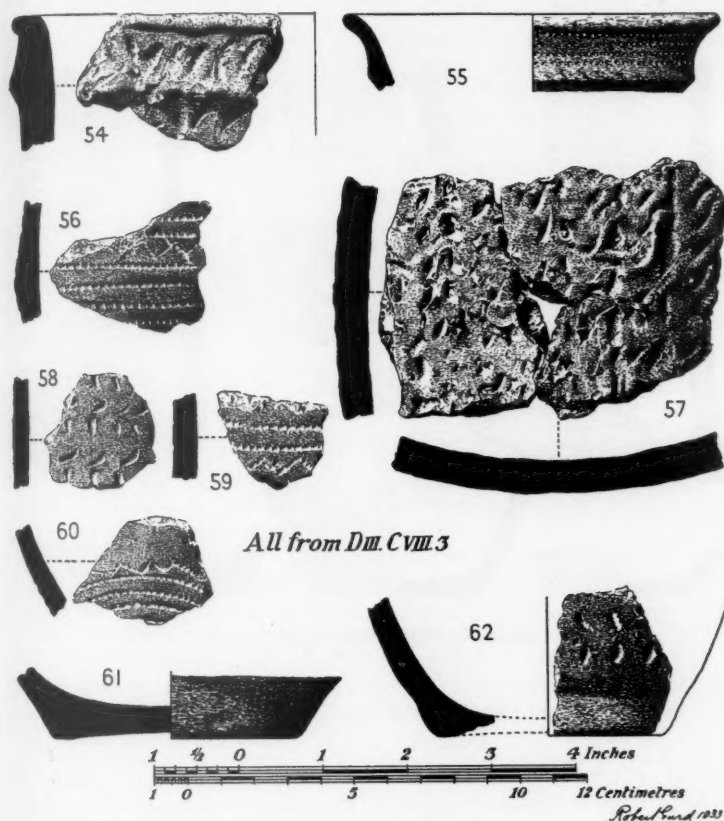 54
55
56
57
58
59
60
All from DIII. CVIII. 3
61
62
1 ½ 0 1 2 3 4 Inches
1 0 5 10 12 Centimetres
Robert Gurd 1933